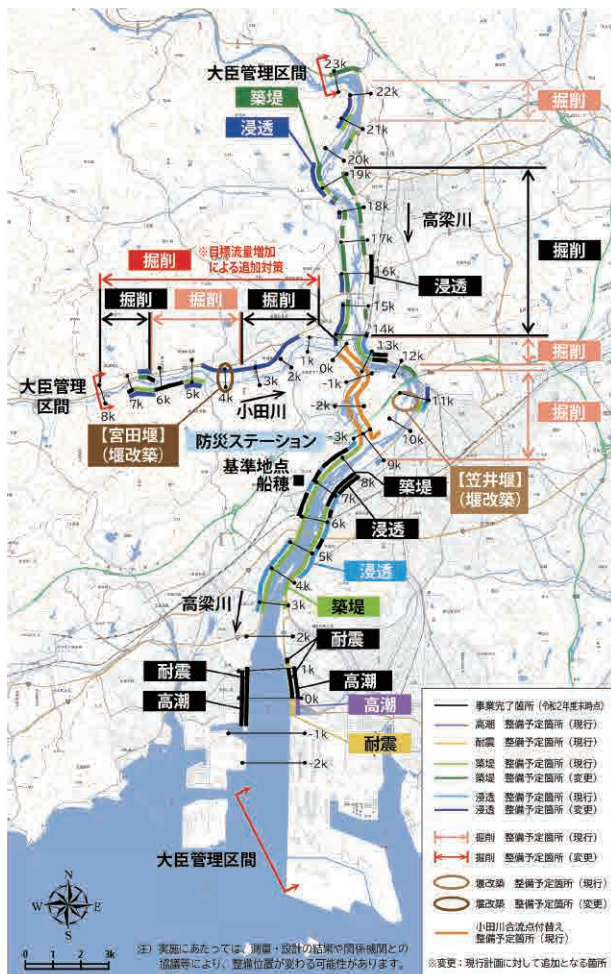 23k
大臣管理区間
築堤
22k
掘削
浸透
21k
20k
19k
18k
高梁川
17k
掘削
※目標流量増加
による追加対策
掘削
16k
浸透
掘削
掘削
掘削
15k
14k
掘削
13k
12k
0k
1k
2k
3k
4k
5k
6k
7k
8k
大臣管理
区間
小田川
-1k
-2k
-3k
11k
10k
9k
掘削
【宮田堰】
(堰改築)
防災ステーション
基準地点
船穂
【笠井堰】
(堰改築)
8k
築堤
7k
浸透
6k
5k
浸透
4k
築堤
高梁川
3k
2k
耐震
耐震
1k
高潮
高潮
0k
高潮
耐震
-1k
-2k
大臣管理区間
N
W
E
S
0
1
2
3k
注）実施にあたっては、測量・設計の結果や関係機関との
協議等により、整備位置が変わる可能性があります。
事業完了箇所（令和2年度末時点）
高潮 整備予定箇所（現行）
耐震 整備予定箇所（現行）
築堤 整備予定箇所（現行）
築堤 整備予定箇所（変更）
浸透 整備予定箇所（現行）
浸透 整備予定箇所（変更）
掘削 整備予定箇所（現行）
掘削 整備予定箇所（変更）
堰改築 整備予定箇所（現行）
堰改築 整備予定箇所（変更）
小田川合流点付替え
整備予定箇所（現行）
※変更：現行計画に対して追加となる箇所